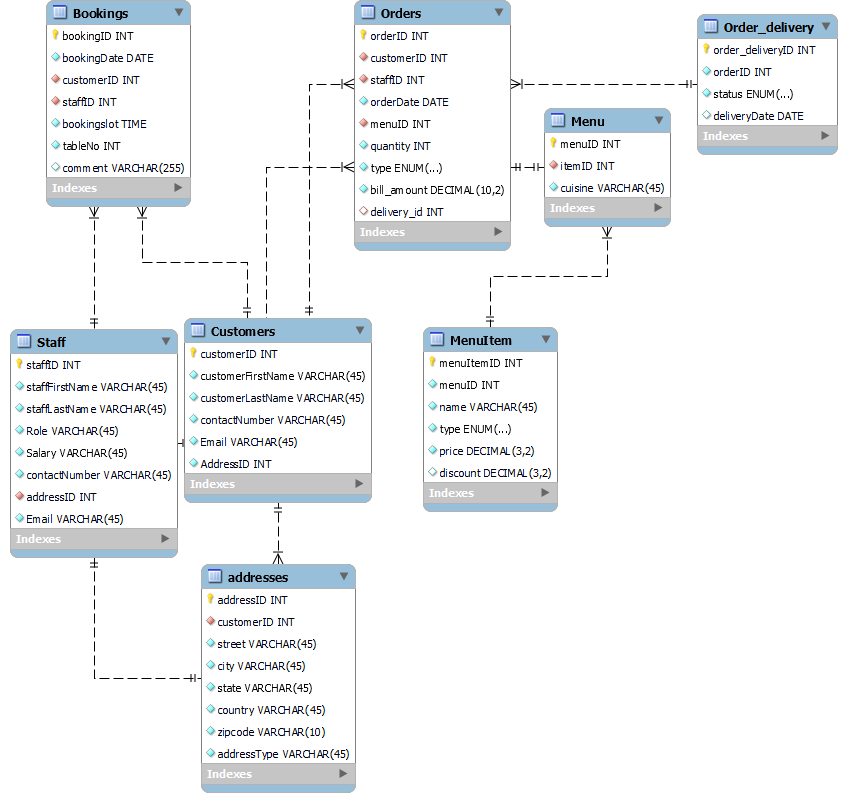 Bookings
bookingID INT
bookingDate DATE
customerID INT
staffID INT
bookingslot TIME
tableNo INT
comment VARCHAR(255)
Indexes
Orders
orderID INT
customerID INT
staffID INT
orderDate DATE
menuID INT
quantity INT
type ENUM(...)
bill_amount DECIMAL(10,2)
delivery_id INT
Indexes
Order_delivery
order_deliveryID INT
orderID INT
status ENUM(...)
deliveryDate DATE
Indexes
Menu
menuID INT
itemID INT
cuisine VARCHAR(45)
Indexes
Staff
staffID INT
staffFirstName VARCHAR(45)
staffLastName VARCHAR(45)
Role VARCHAR(45)
Salary VARCHAR(45)
contactNumber VARCHAR(45)
addressID INT
Email VARCHAR(45)
Indexes
Customers
customerID INT
customerFirstName VARCHAR(45)
customerLastName VARCHAR(45)
contactNumber VARCHAR(45)
Email VARCHAR(45)
AddressID INT
Indexes
MenuItem
menuItemID INT
menuID INT
name VARCHAR(45)
type ENUM(...)
price DECIMAL(3,2)
discount DECIMAL(3,2)
Indexes
addresses
addressID INT
customerID INT
street VARCHAR(45)
city VARCHAR(45)
state VARCHAR(45)
country VARCHAR(45)
zipcode VARCHAR(10)
addressType VARCHAR(45)
Indexes